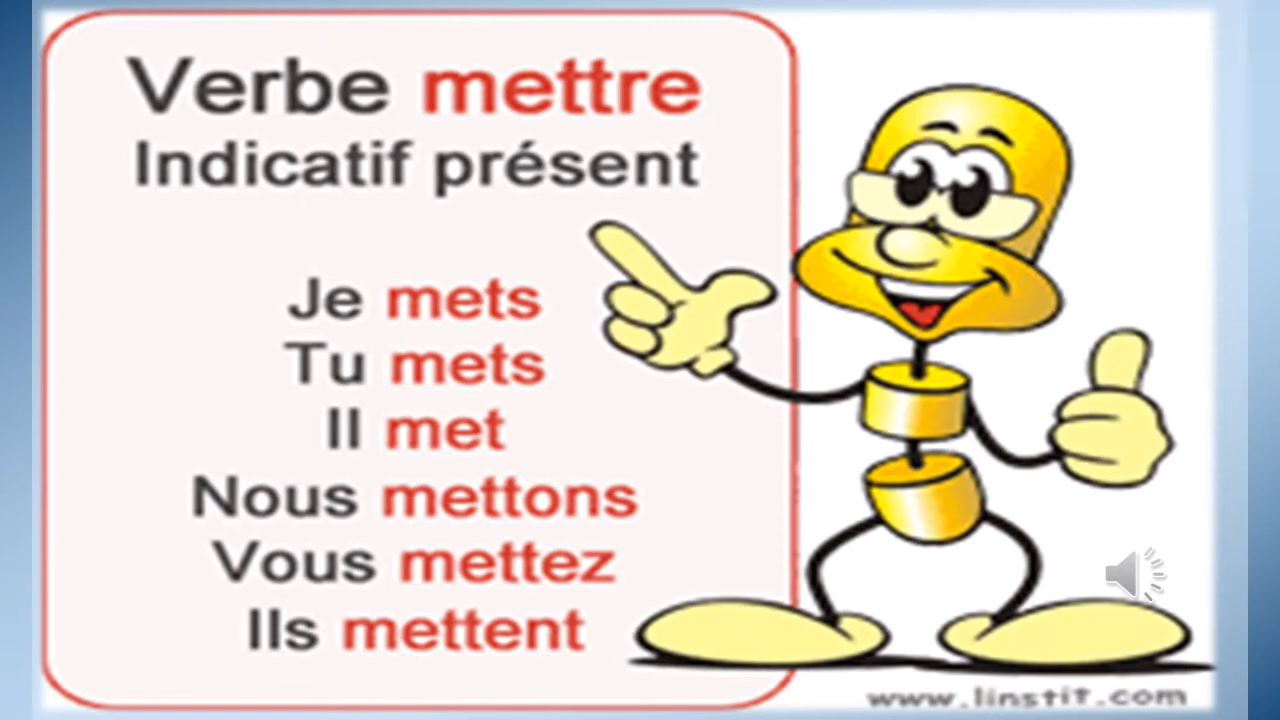 Verbe mettre
Indicatif présent
Je mets
Tu mets
Il met
Nous mettons
Vous mettez
Ils mettent
www.linstit.com